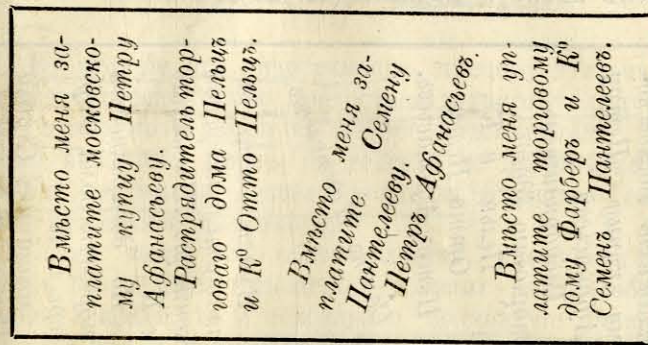 Вмѣсто меня за-
платите московско-
му купцу Петру
Афанасьеву.
Распрядитель тор-
говаго дома Пельцъ
и Кº Отто Пельцъ.
Вмѣсто меня за-
платите Семену
Пантелееву
Петръ Афанасьевъ.
Вмѣсто меня уп-
латите торговому
дому Фарберъ и Кº
Семенъ Пантелеевъ.